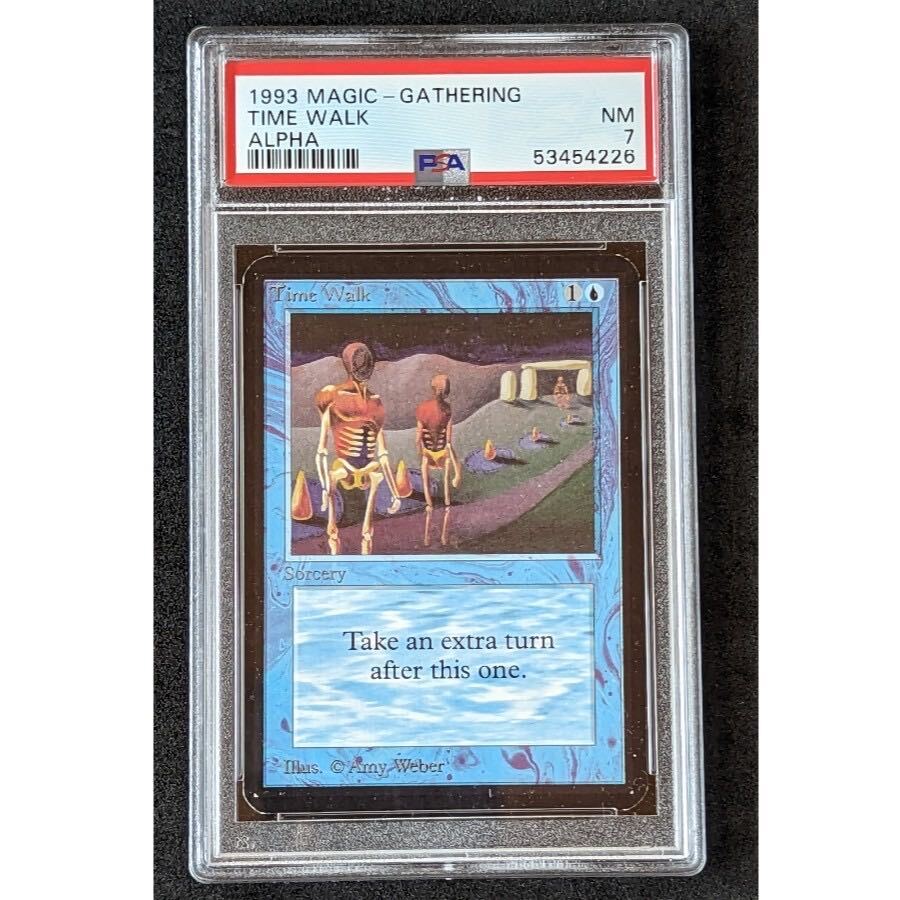 1993 MAGIC - GATHERING
TIME WALK NM
ALPHA 7
PSA 53454226
Time Walk 1
Sorcery
Take an extra turn
after this one.
Illus. © Amy Weber